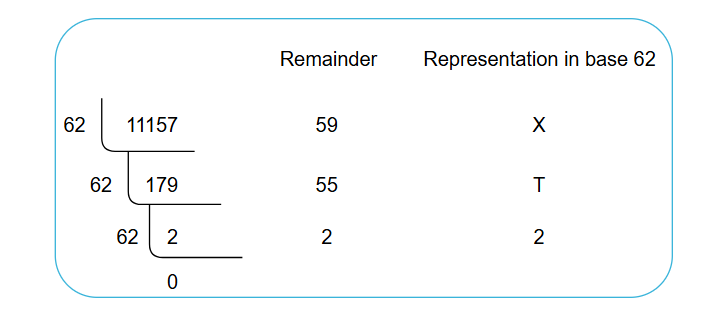 Remainder Representation in base 62
62 11157 59 X
62 179 55 T
62 2 2 2
0